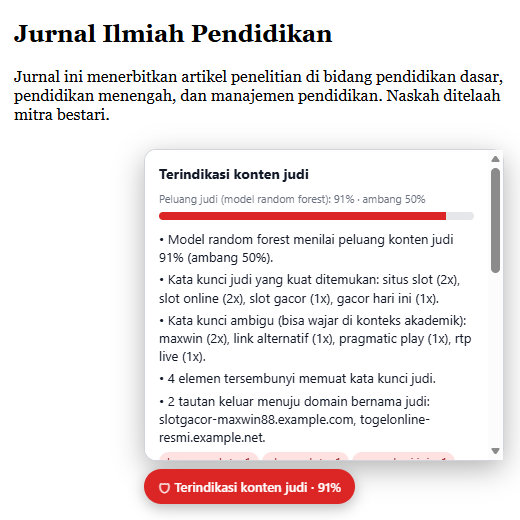 Jurnal Ilmiah Pendidikan
Jurnal ini menerbitkan artikel penelitian di bidang pendidikan dasar,
pendidikan menengah, dan manajemen pendidikan. Naskah ditelaah
mitra bestari.
Terindikasi konten judi
Peluang judi (model random forest): 91% · ambang 50%
• Model random forest menilai peluang konten judi
91% (ambang 50%).
• Kata kunci judi yang kuat ditemukan: situs slot (2x),
slot online (2x), slot gacor (1x), gacor hari ini (1x).
• Kata kunci ambigu (bisa wajar di konteks akademik):
maxwin (2x), link alternatif (1x), pragmatic play (1x), rtp
live (1x).
• 4 elemen tersembunyi memuat kata kunci judi.
• 2 tautan keluar menuju domain bernama judi:
slotgacor-maxwin88.example.com, togelonline-
resmi.example.net.
Terindikasi konten judi · 91%